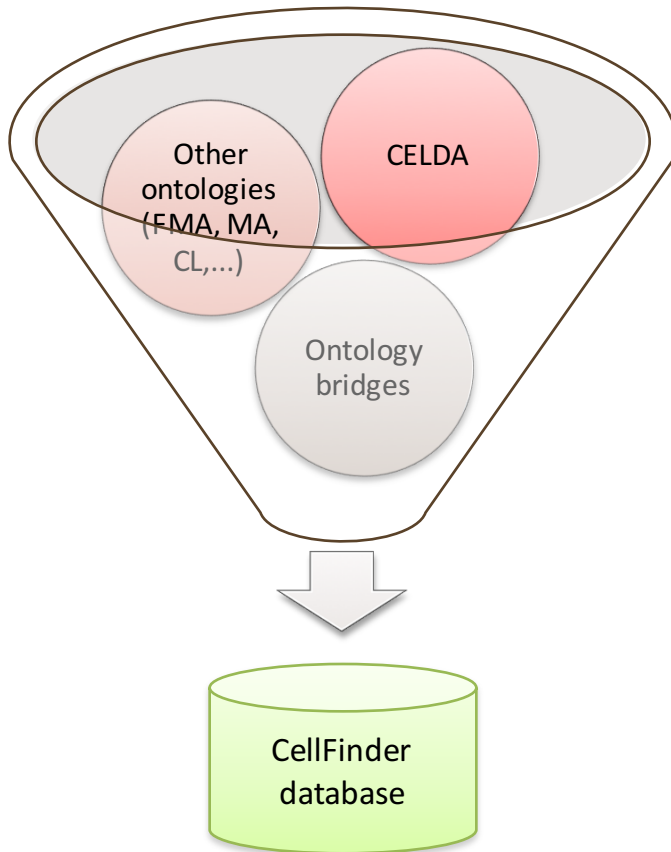 Other
ontologies
(FMA, MA,
CL,...)
CELDA
Ontology
bridges
CellFinder
database